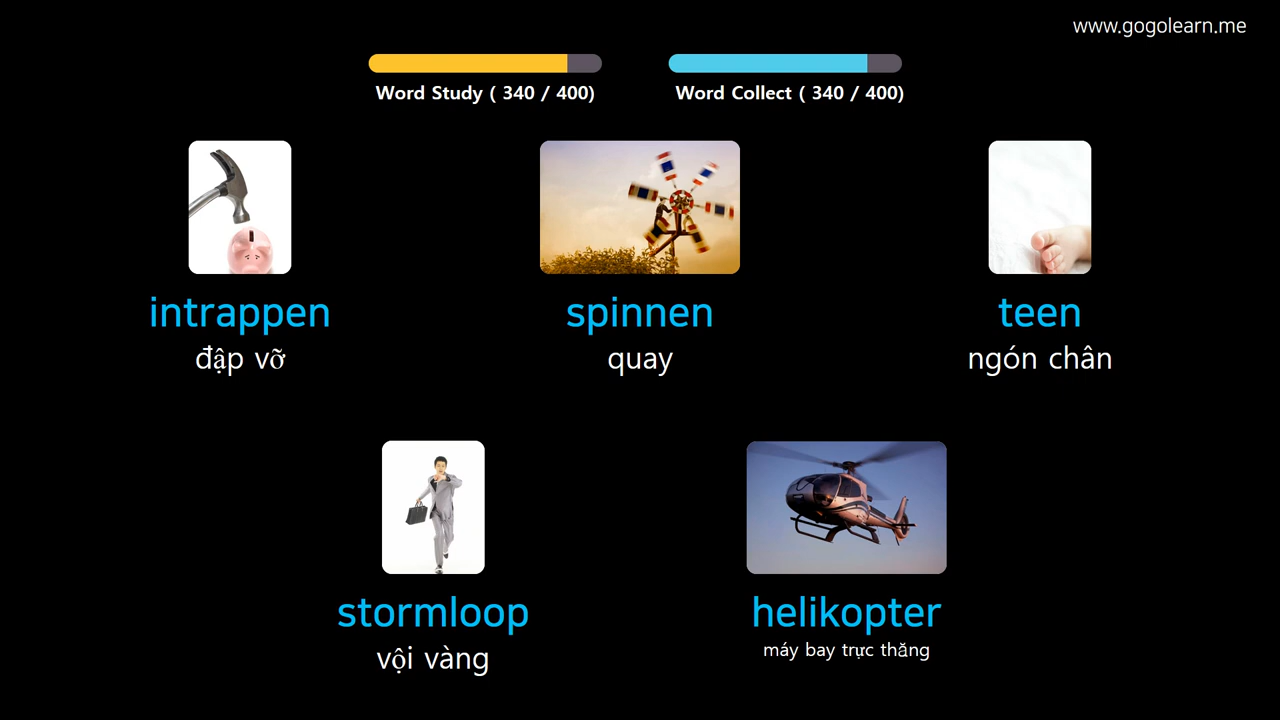 www.gogolearn.me
Word Study ( 340 / 400)
Word Collect ( 340 / 400)
intrappen
đập vỡ
spinnen
quay
teen
ngón chân
stormloop
vội vàng
helikopter
máy bay trực thăng